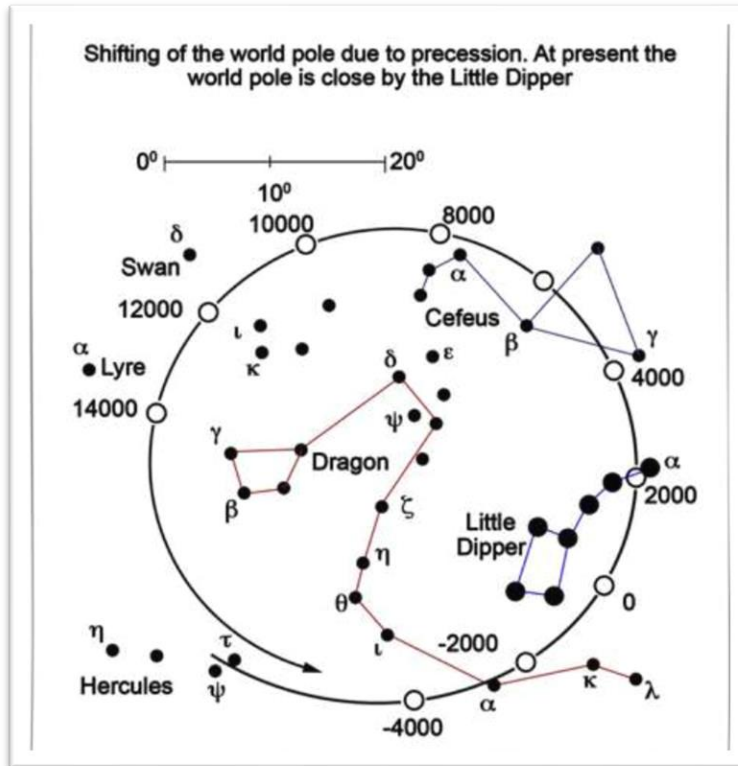 Shifting of the world pole due to precession. At present the
world pole is close by the Little Dipper
0⁰ 20⁰
10⁰
8000
10000
δ
Swan
α
12000
Cefeus
ι
β
γ
α
Lyre
κ
δ
ε
4000
14000
ψ
γ
Dragon
α
β
ζ
2000
Little
Dipper
η
θ
0
ι
-2000
η
τ
Hercules
ψ
κ
λ
α
-4000